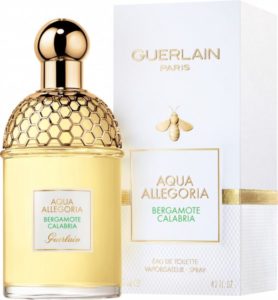 AQUA
ALLEGORIA
BERGAMOTE
CALABRIA
Guerlain
GUERLAIN
PARIS
AQUA
ALLEGORIA
BERGAMOTE
CALABRIA
EAU DE TOILETTE
VAPORISATEUR - SPRAY